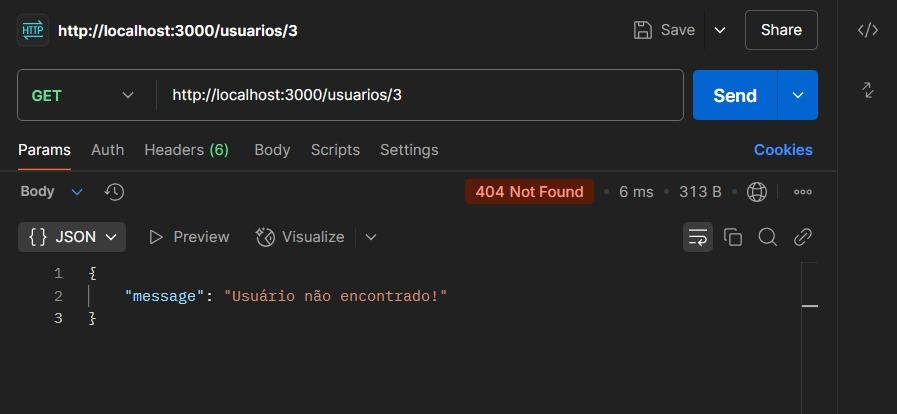 HTTP http://localhost:3000/usuarios/3 Save Share
GET http://localhost:3000/usuarios/3 Send
Params Auth Headers (6) Body Scripts Settings Cookies
Body 404 Not Found • 6 ms • 313 B •
{} JSON Preview Visualize
1 {
2 "message": "Usuário não encontrado!"
3 }